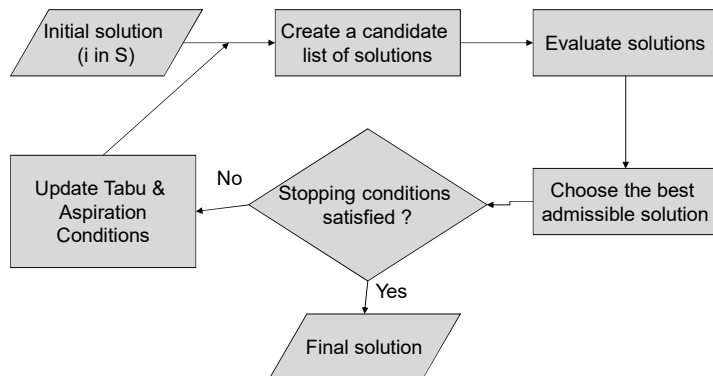 Initial solution
(i in S)
Create a candidate
list of solutions
Evaluate solutions
Choose the best
admissible solution
Stopping conditions
satisfied ?
No
Update Tabu &
Aspiration
Conditions
Yes
Final solution